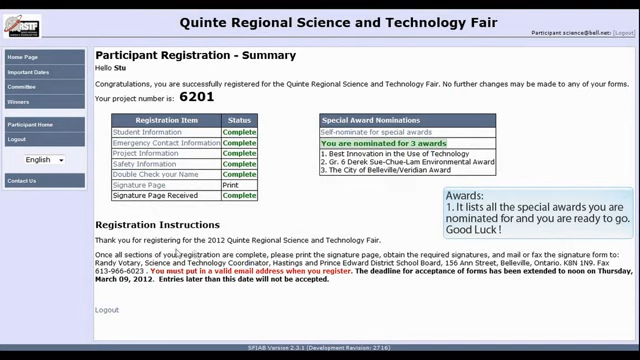 Quinte Regional Science and Technology Fair
Participant science@bell.net: [Logout]
Home Page
Important Dates
Committee
Winners
Participant Home
Logout
English
Contact Us
Participant Registration - Summary
Hello Stu
Congratulations, you are successfully registered for the Quinte Regional Science and Technology Fair. No further changes may be made to any of your forms.
Your project number is: 6201
Registration Item Status
Student Information Complete
Emergency Contact Information Complete
Project Information Complete
Safety Information Complete
Double Check your Name Complete
Signature Page Print
Signature Page Received Complete
Special Award Nominations
Self-nominate for special awards
You are nominated for 3 awards
1. Best Innovation in the Use of Technology
2. Gr. 6 Derek Sue-Chue-Lam Environmental Award
3. The City of Belleville/Veridian Award
Awards:
1. It lists all the special awards you are
nominated for and you are ready to go.
Good Luck !
Registration Instructions
Thank you for registering for the 2012 Quinte Regional Science and Technology Fair.
Once all sections of your registration are complete, please print the signature page, obtain the required signatures, and mail or fax the signature form to:
Randy Votary, Science and Technology Coordinator, Hastings and Prince Edward District School Board, 156 Ann Street, Belleville, Ontario. K8N 1N9. Fax
613-966-6023 . You must put in a valid email address when you register. The deadline for acceptance of forms has been extended to noon on Thursday,
March 09, 2012. Entries later than this date will not be accepted.
Logout
SFIAB Version 2.3.1 (Development Revision: 2716)